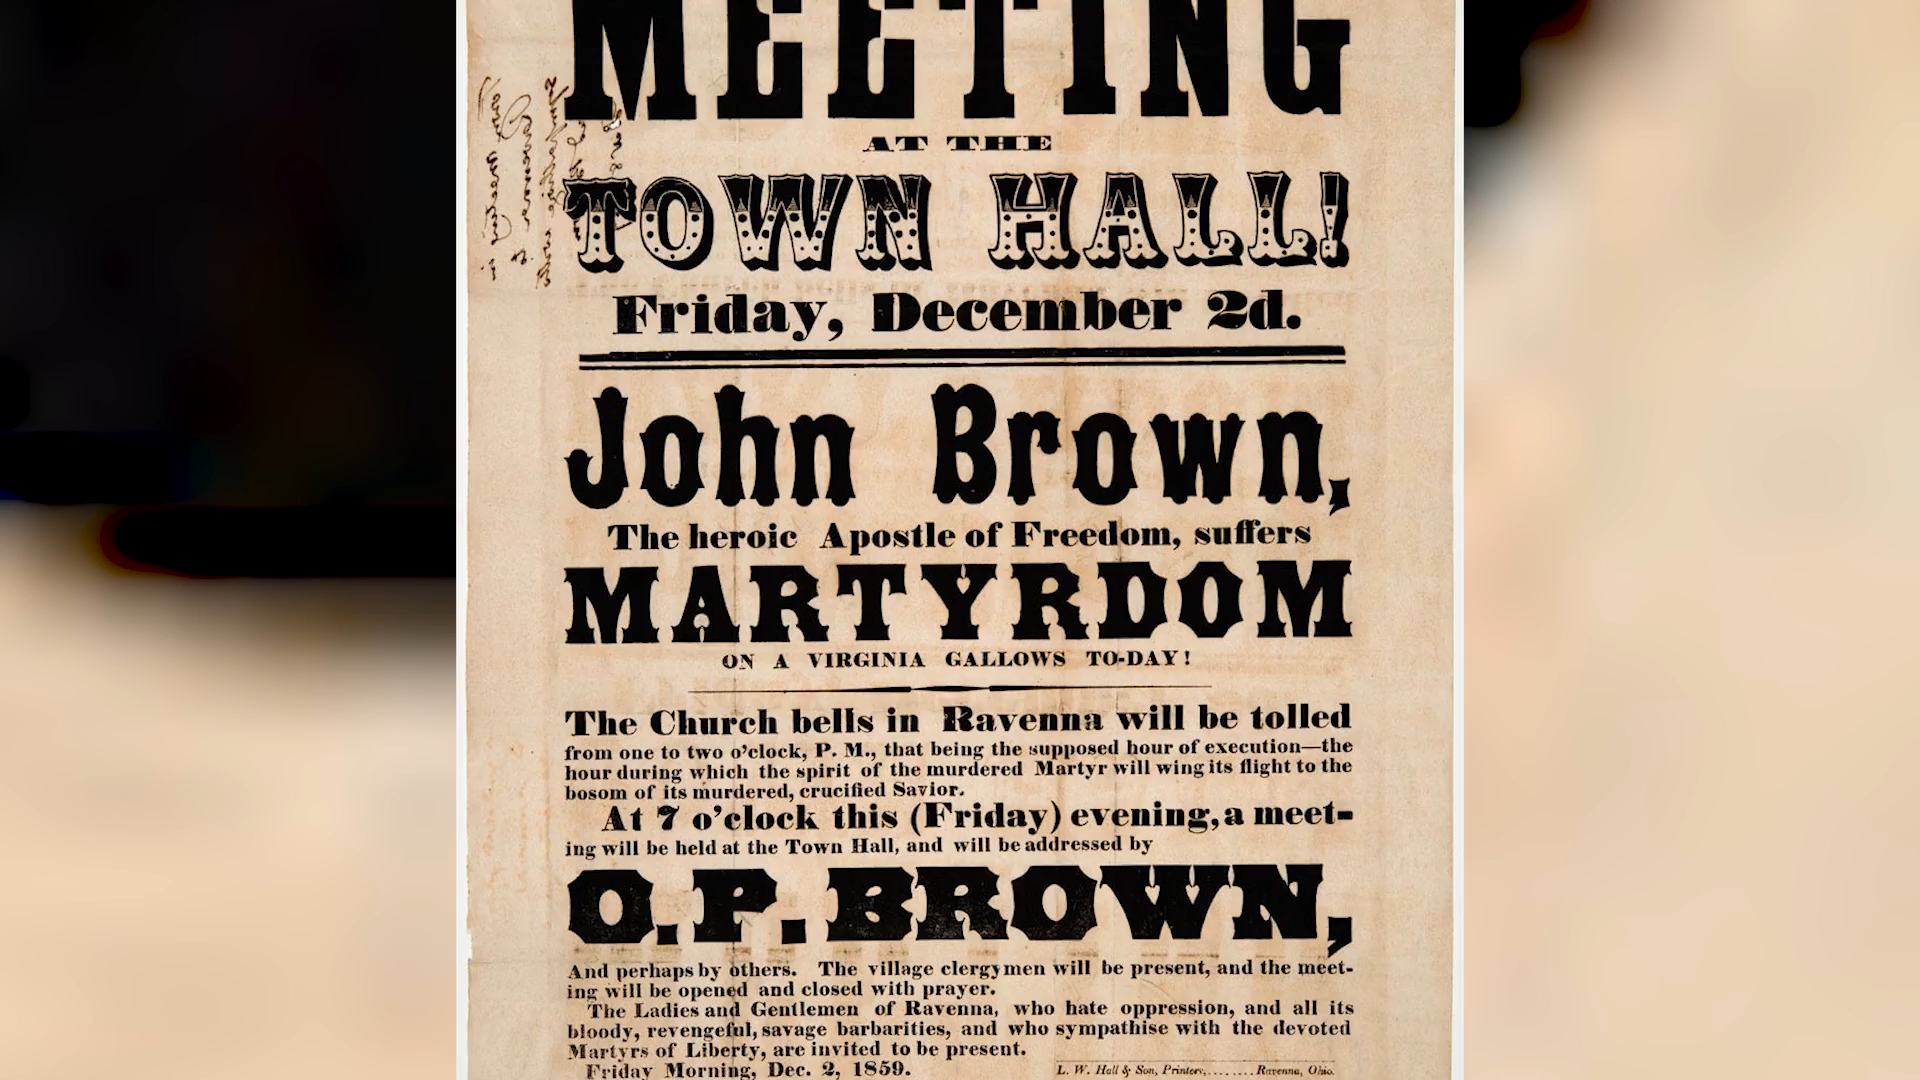 MEETING
AT THE
TOWN HALL!
Friday, December 2d.
John Brown,
The heroic Apostle of Freedom, suffers
MARTYRDOM
ON A VIRGINIA GALLOWS TO-DAY!
The Church bells in Ravenna will be tolled
from one to two o'clock, P. M., that being the supposed hour of execution—the
hour during which the spirit of the murdered Martyr will wing its flight to the
bosom of its murdered, crucified Savior.
At 7 o'clock this (Friday) evening, a meet-
ing will be held at the Town Hall, and will be addressed by
O. P. BROWN,
And perhaps by others. The village clergymen will be present, and the meet-
ing will be opened and closed with prayer.
The Ladies and Gentlemen of Ravenna, who hate oppression, and all its
bloody, revengeful, savage barbarities, and who sympathise with the devoted
Martyrs of Liberty, are invited to be present.
Friday Morning, Dec. 2, 1859.
L. W. Hall & Son, Printers,........Ravenna, Ohio.